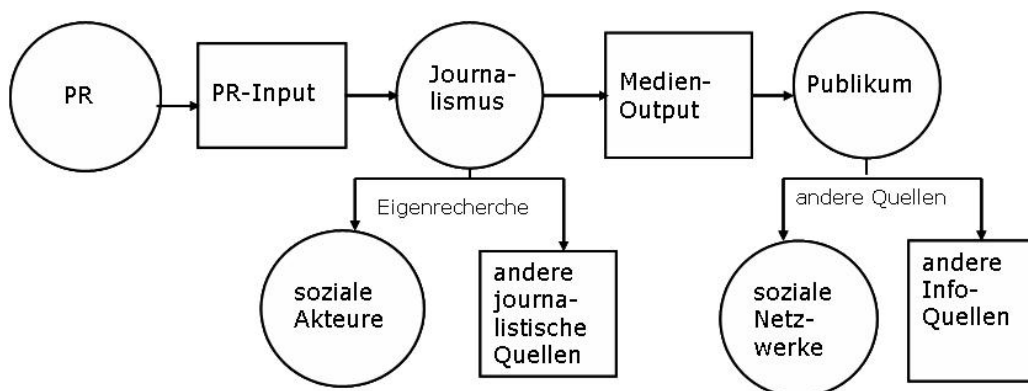 PR
PR-Input
Journa-
lismus
Medien-
Output
Publikum
Eigenrecherche
andere Quellen
soziale
Akteure
andere
journa-
listische
Quellen
soziale
Netz-
werke
andere
Info-
Quellen